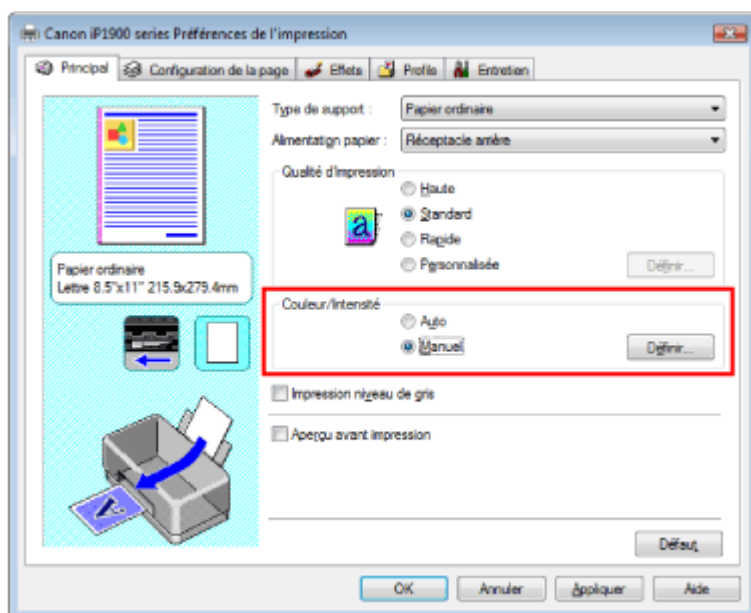 Canon iP1900 series Préférences de l'impression
Principal Configuration de la page Effets Profils Entretien
Type de support : Papier ordinaire
Alimentation papier : Réceptacle arrière
Qualité d'impression
Haute
Standard
Rapide
Personnalisée Définir...
Papier ordinaire
Lettre 8.5"x11" 215.9x279.4mm
Couleur/Intensité
Auto
Manuel Définir...
Impression niveau de gris
Aperçu avant impression
Défaut
OK Annuler Appliquer Aide